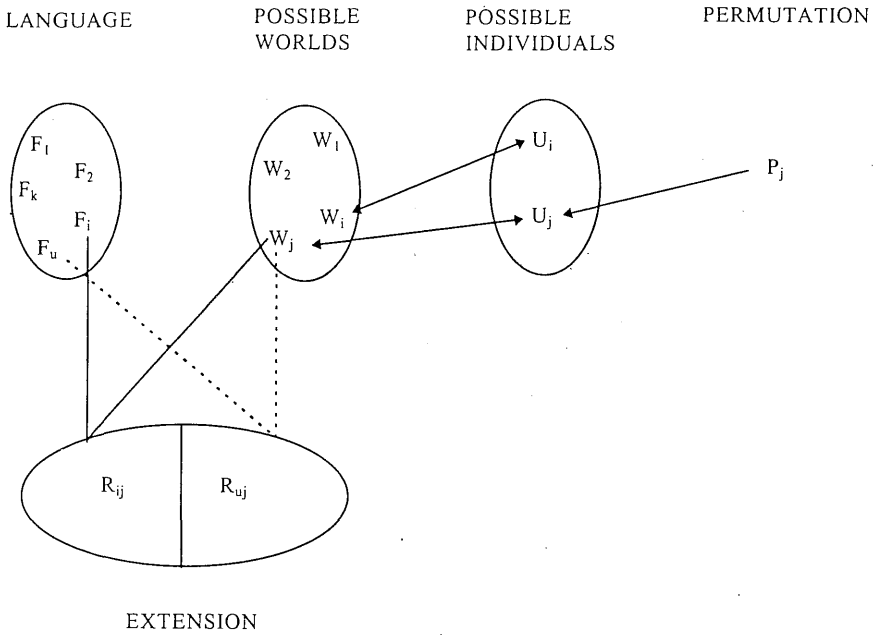 LANGUAGE
POSSIBLE WORLDS
POSSIBLE INDIVIDUALS
PERMUTATION
F₁
F₂
Fₖ
Fᵢ
Fᵤ
W₁
W₂
Wᵢ
Wⱼ
Uᵢ
Uⱼ
Pⱼ
Rᵢⱼ
Rᵤⱼ
EXTENSION